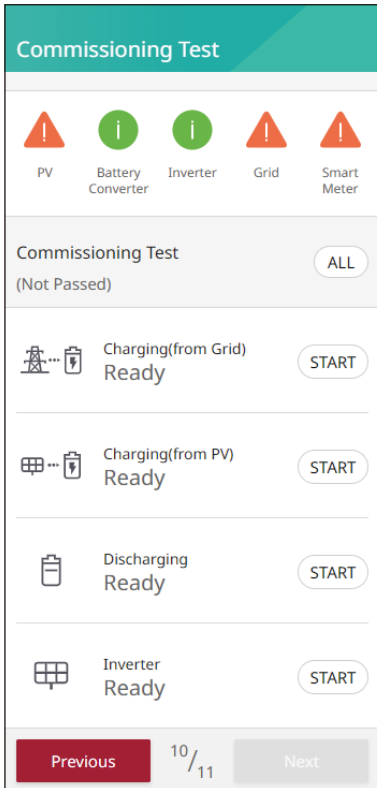 Commissioning Test
PV
Battery
Converter
Inverter
Grid
Smart
Meter
Commissioning Test
(Not Passed)
ALL
Charging(from Grid)
Ready
START
Charging(from PV)
Ready
START
Discharging
Ready
START
Inverter
Ready
START
Previous
10/11
Next